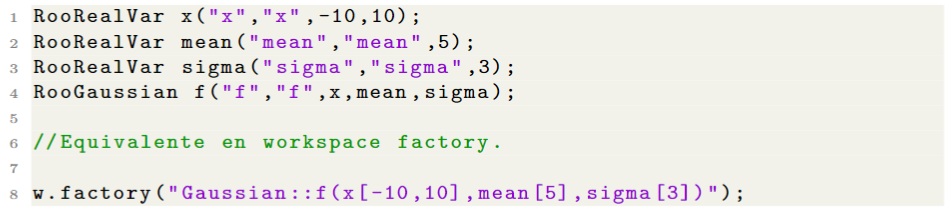 1 RooRealVar x("x","x",-10,10);
2 RooRealVar mean("mean","mean",5);
3 RooRealVar sigma("sigma","sigma",3);
4 RooGaussian f("f","f",x,mean,sigma);
5
6 //Equivalente en workspace factory.
7
8 w.factory("Gaussian::f(x[-10,10],mean[5],sigma[3])");